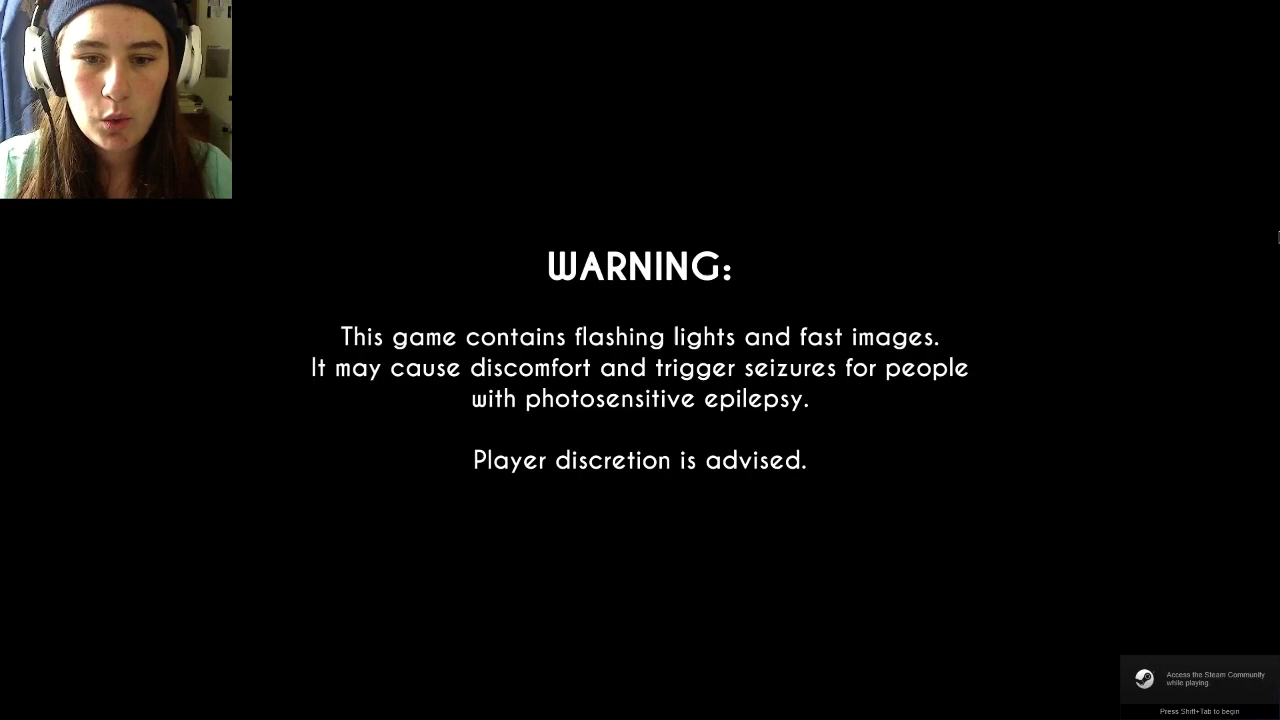 WARNING:
This game contains flashing lights and fast images.
It may cause discomfort and trigger seizures for people
with photosensitive epilepsy.
Player discretion is advised.
Access the Steam Community
while playing.
Press Shift+Tab to begin